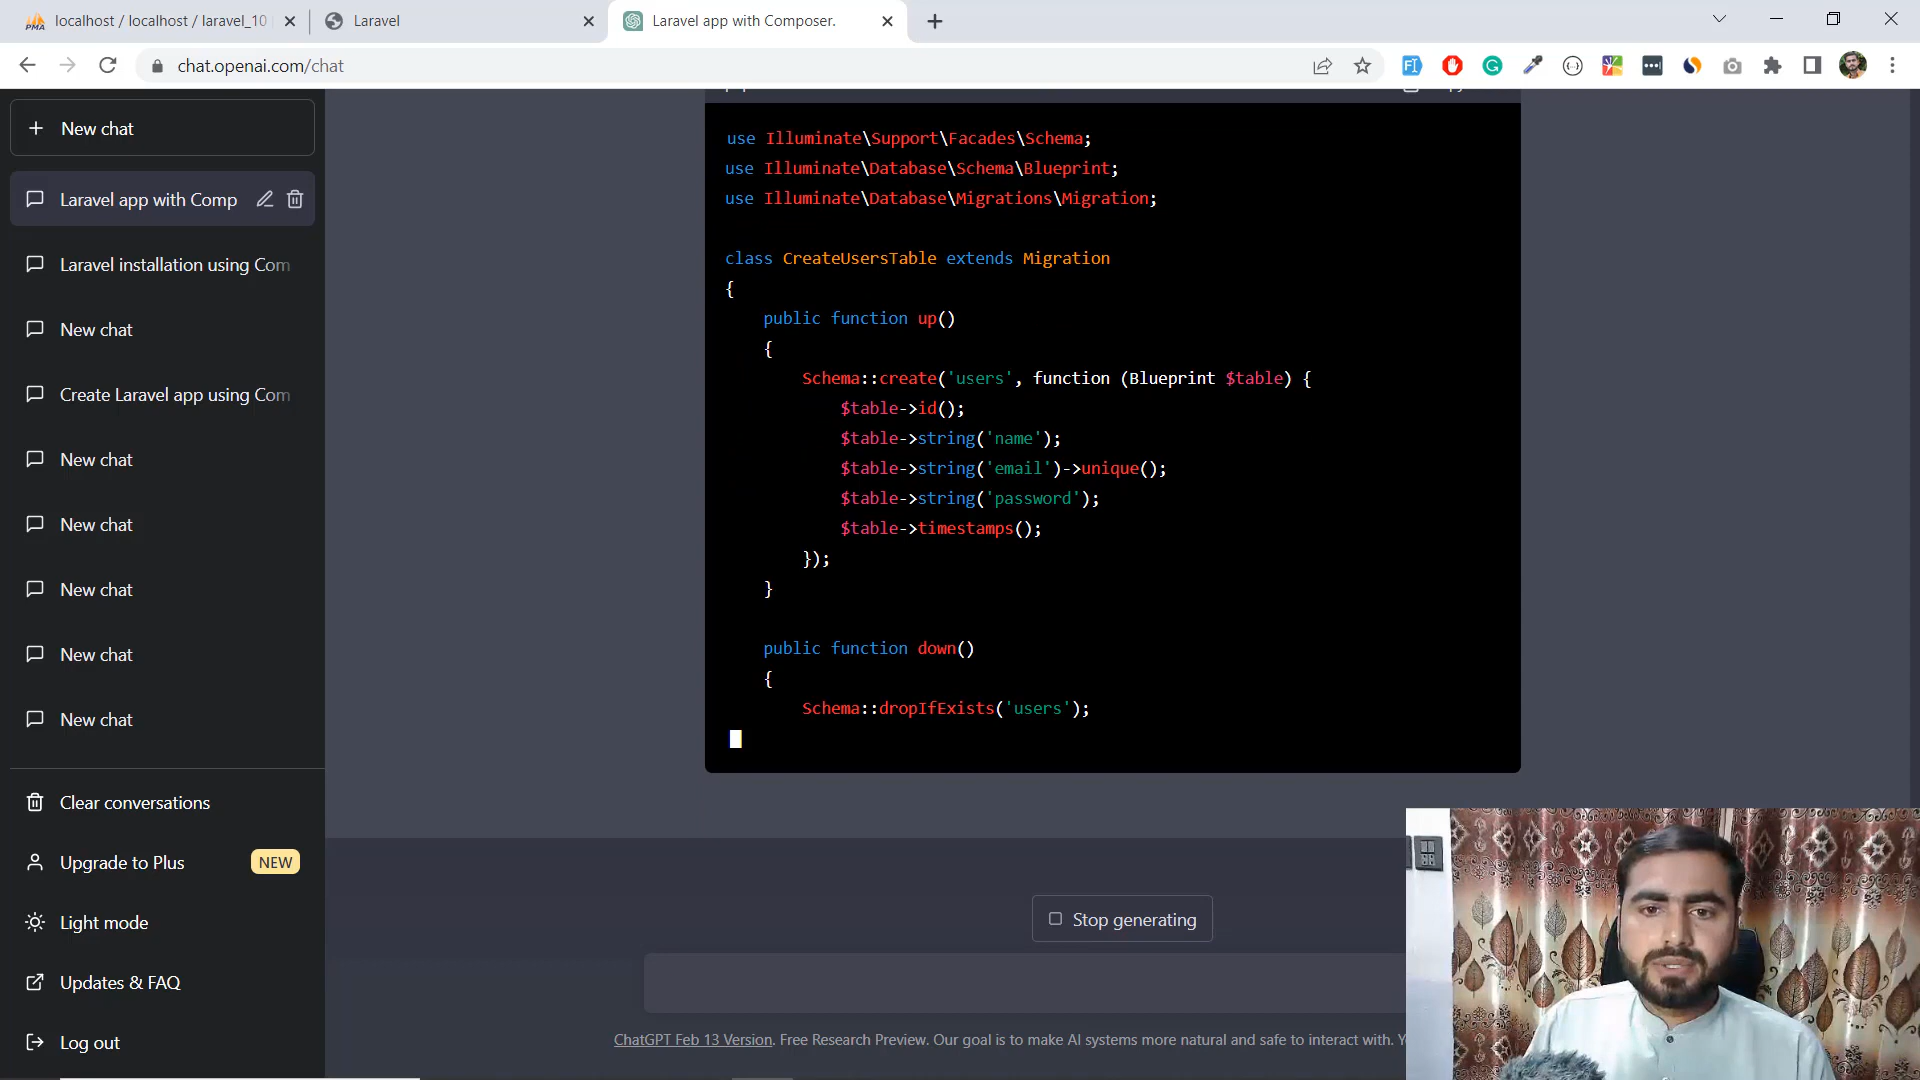 localhost / localhost / laravel_10
Laravel
Laravel app with Composer.
chat.openai.com/chat
New chat
Laravel app with Comp
Laravel installation using Com
New chat
Create Laravel app using Com
New chat
New chat
New chat
New chat
New chat
Clear conversations
Upgrade to Plus NEW
Light mode
Updates & FAQ
Log out
use Illuminate\Support\Facades\Schema;
use Illuminate\Database\Schema\Blueprint;
use Illuminate\Database\Migrations\Migration;
class CreateUsersTable extends Migration
{
public function up()
{
Schema::create('users', function (Blueprint $table) {
$table->id();
$table->string('name');
$table->string('email')->unique();
$table->string('password');
$table->timestamps();
});
}
public function down()
{
Schema::dropIfExists('users');
Stop generating
ChatGPT Feb 13 Version. Free Research Preview. Our goal is to make AI systems more natural and safe to interact with.